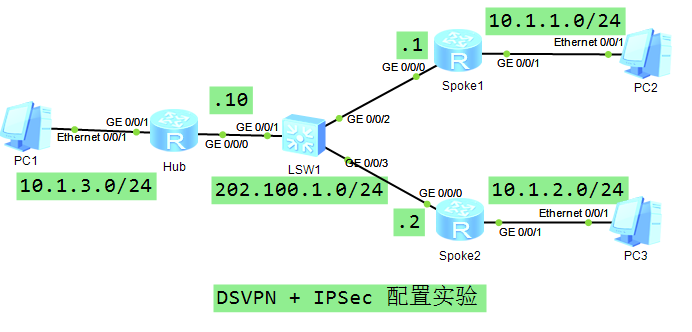 10.1.1.0/24
.1
Ethernet 0/0/1
GE 0/0/0
GE 0/0/1
Spoke1
PC2
.10
GE 0/0/2
GE 0/0/1
GE 0/0/1
Ethernet 0/0/1
GE 0/0/0
PC1
Hub
LSW1
GE 0/0/3
10.1.3.0/24
202.100.1.0/24
GE 0/0/0
10.1.2.0/24
.2
Ethernet 0/0/1
GE 0/0/1
Spoke2
PC3
DSVPN + IPSec 配置实验